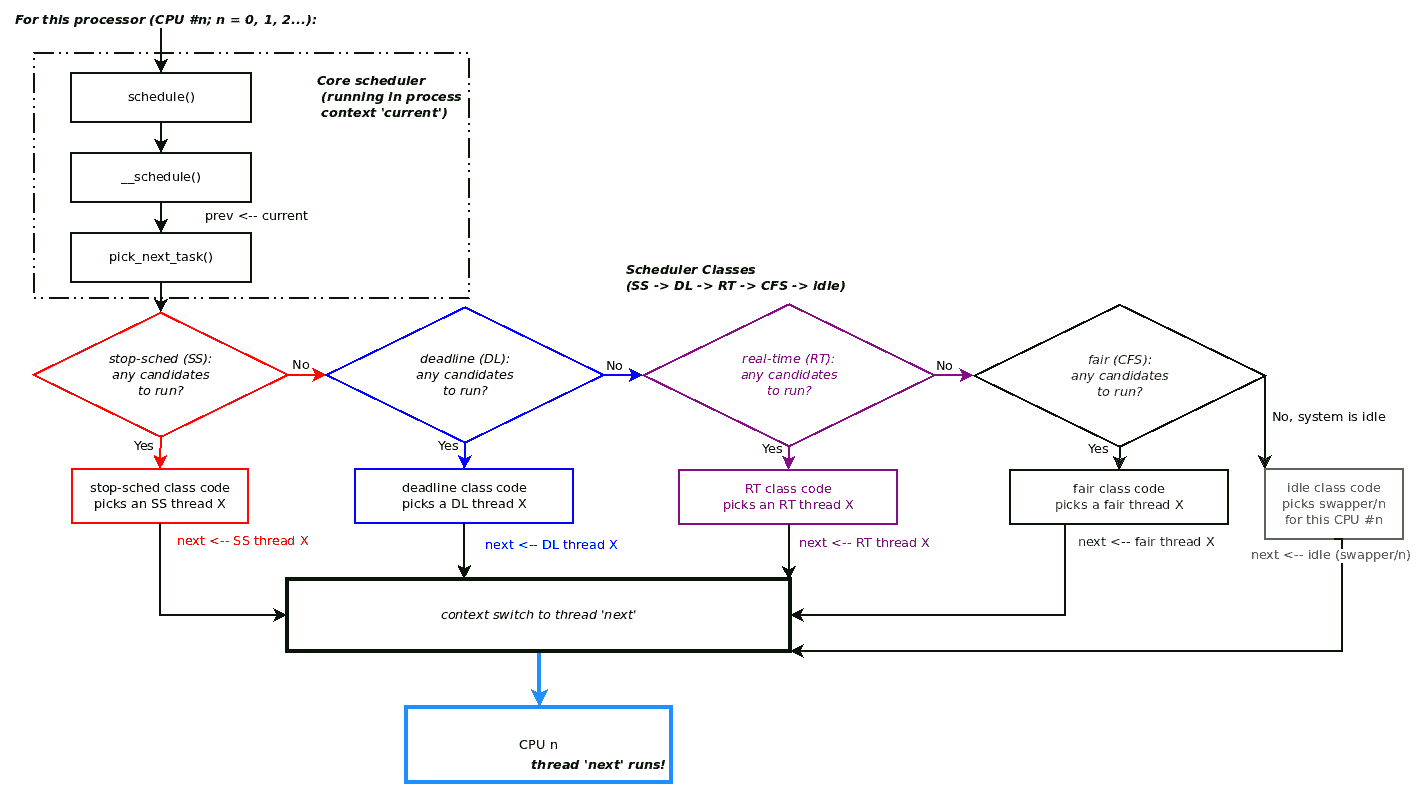 For this processor (CPU #n; n = 0, 1, 2...):
schedule()
Core scheduler
(running in process
context 'current')
__schedule()
prev <-- current
pick_next_task()
Scheduler Classes
(SS -> DL -> RT -> CFS -> idle)
stop-sched (SS):
any candidates
to run?
No
deadline (DL):
any candidates
to run?
No
real-time (RT):
any candidates
to run?
No
fair (CFS):
any candidates
to run?
No, system is idle
Yes
Yes
Yes
Yes
stop-sched class code
picks an SS thread X
deadline class code
picks a DL thread X
RT class code
picks an RT thread X
fair class code
picks a fair thread X
idle class code
picks swapper/n
for this CPU #n
next <-- SS thread X
next <-- DL thread X
next <-- RT thread X
next <-- fair thread X
next <-- idle (swapper/n)
context switch to thread 'next'
CPU n
thread 'next' runs!